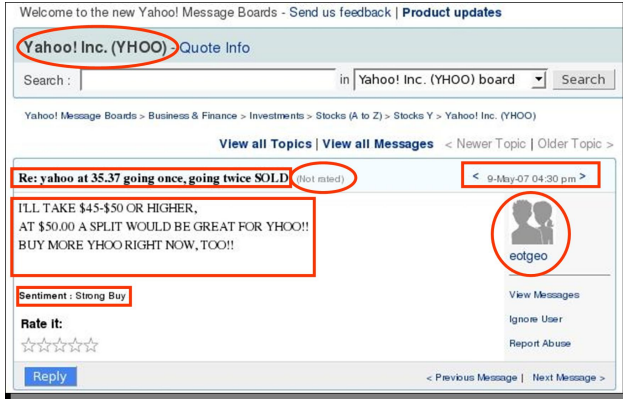 Welcome to the new Yahoo! Message Boards - Send us feedback | Product updates
Yahoo! Inc. (YHOO) - Quote Info
Search : in Yahoo! Inc. (YHOO) board Search
Yahoo! Message Boards > Business & Finance > Investments > Stocks (A to Z) > Stocks Y > Yahoo! Inc. (YHOO)
View all Topics | View all Messages < Newer Topic | Older Topic >
Re: yahoo at 35.37 going once, going twice SOLD (Not rated) < 9-May-07 04:30 pm >
I'LL TAKE $45-$50 OR HIGHER,
AT $50.00 A SPLIT WOULD BE GREAT FOR YHOO!!
BUY MORE YHOO RIGHT NOW, TOO!!
eotgeo
Sentiment : Strong Buy
View Messages
Ignore User
Report Abuse
Rate it:
Reply
< Previous Message | Next Message >